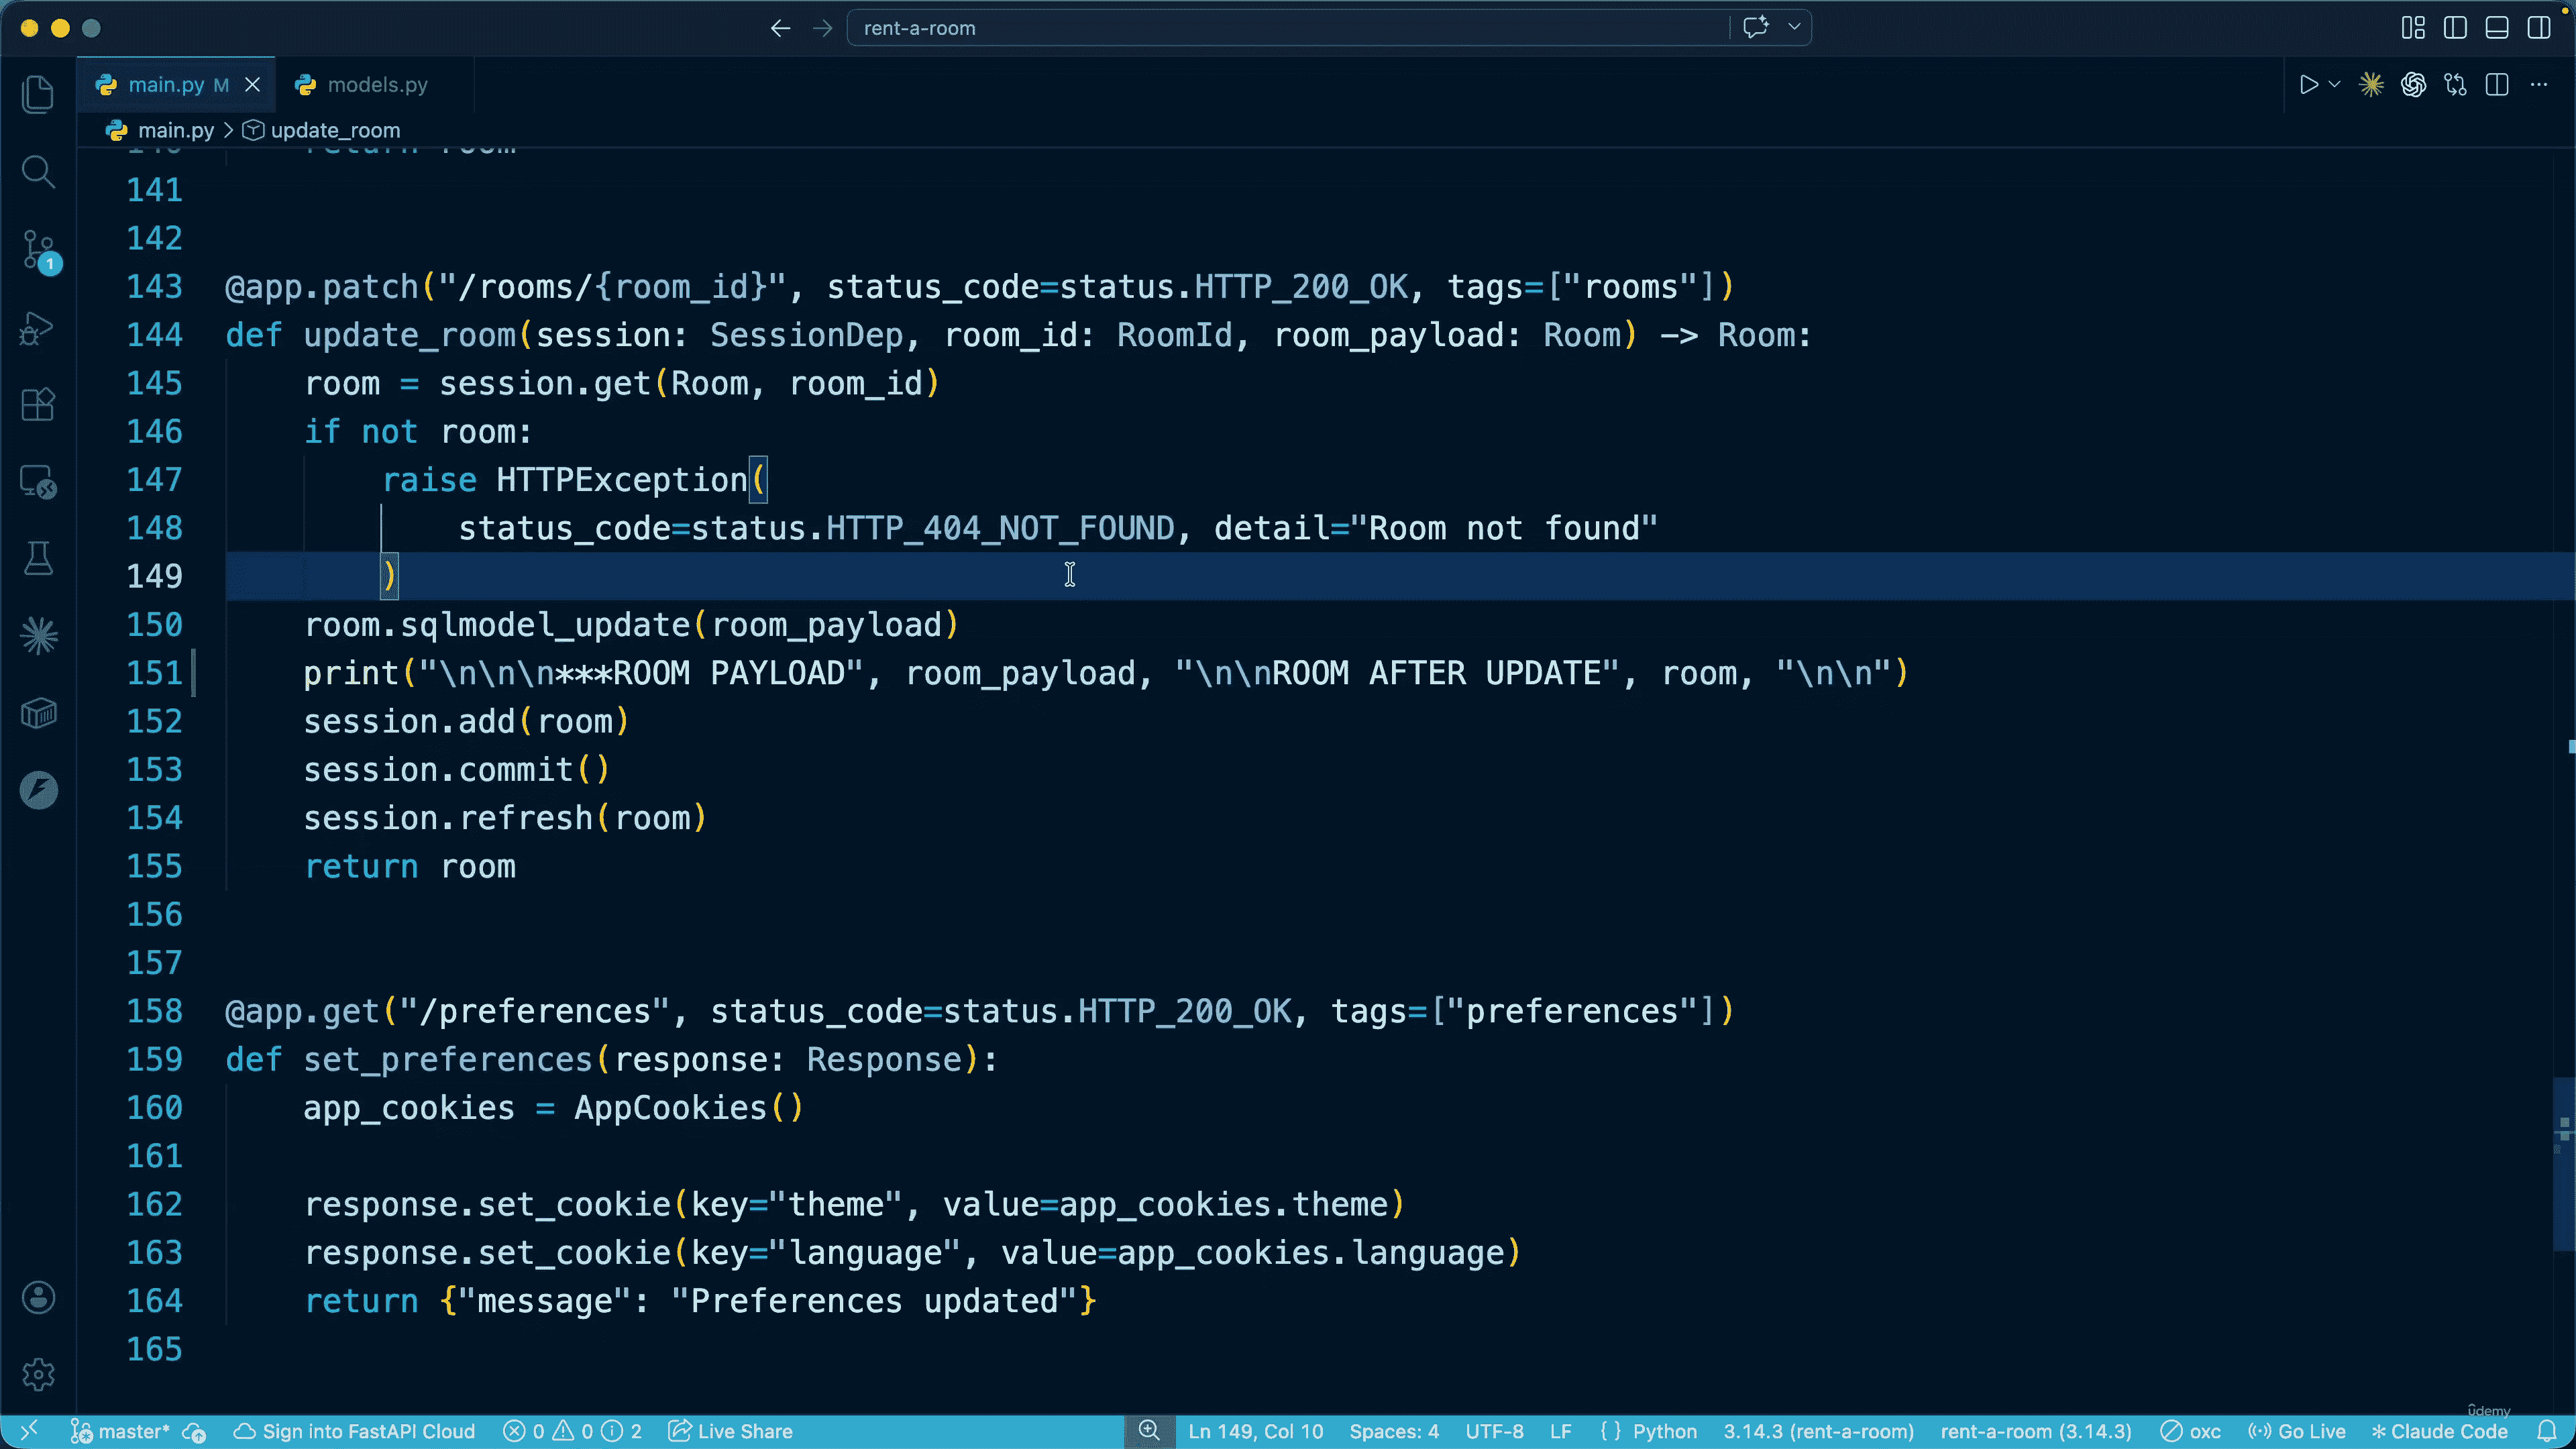 rent-a-room
main.py M
models.py
main.py > update_room
140 return room
141
142
143 @app.patch("/rooms/{room_id}", status_code=status.HTTP_200_OK, tags=["rooms"])
144 def update_room(session: SessionDep, room_id: RoomId, room_payload: Room) -> Room:
145 room = session.get(Room, room_id)
146 if not room:
147 raise HTTPException(
148 status_code=status.HTTP_404_NOT_FOUND, detail="Room not found"
149 )
150 room.sqlmodel_update(room_payload)
151 print("\n\n\n***ROOM PAYLOAD", room_payload, "\n\nROOM AFTER UPDATE", room, "\n\n")
152 session.add(room)
153 session.commit()
154 session.refresh(room)
155 return room
156
157
158 @app.get("/preferences", status_code=status.HTTP_200_OK, tags=["preferences"])
159 def set_preferences(response: Response):
160 app_cookies = AppCookies()
161
162 response.set_cookie(key="theme", value=app_cookies.theme)
163 response.set_cookie(key="language", value=app_cookies.language)
164 return {"message": "Preferences updated"}
165
1
ûdemy
master* Sign into FastAPI Cloud 0 0 2 Live Share Ln 149, Col 10 Spaces: 4 UTF-8 LF { } Python 3.14.3 (rent-a-room) rent-a-room (3.14.3) oxc Go Live Claude Code